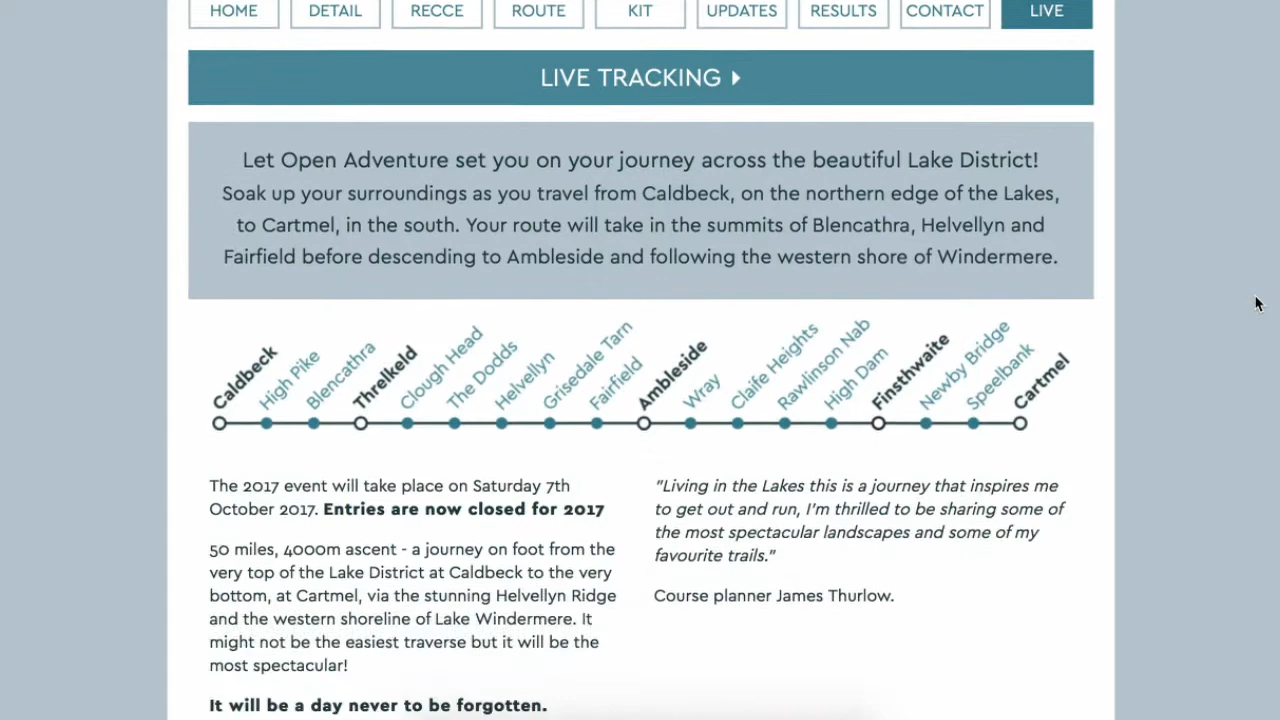 HOME DETAIL RECCE ROUTE KIT UPDATES RESULTS CONTACT LIVE
LIVE TRACKING
Let Open Adventure set you on your journey across the beautiful Lake District!
Soak up your surroundings as you travel from Caldbeck, on the northern edge of the Lakes,
to Cartmel, in the south. Your route will take in the summits of Blencathra, Helvellyn and
Fairfield before descending to Ambleside and following the western shore of Windermere.
Caldbeck
High Pike
Blencathra
Threlkeld
Clough Head
The Dodds
Helvellyn
Grisedale Tarn
Fairfield
Ambleside
Wray
Claife Heights
Rawlinson Nab
High Dam
Finsthwaite
Newby Bridge
Speelbank
Cartmel
The 2017 event will take place on Saturday 7th
October 2017. Entries are now closed for 2017
50 miles, 4000m ascent - a journey on foot from the
very top of the Lake District at Caldbeck to the very
bottom, at Cartmel, via the stunning Helvellyn Ridge
and the western shoreline of Lake Windermere. It
might not be the easiest traverse but it will be the
most spectacular!
It will be a day never to be forgotten.
"Living in the Lakes this is a journey that inspires me
to get out and run, I'm thrilled to be sharing some of
the most spectacular landscapes and some of my
favourite trails."
Course planner James Thurlow.